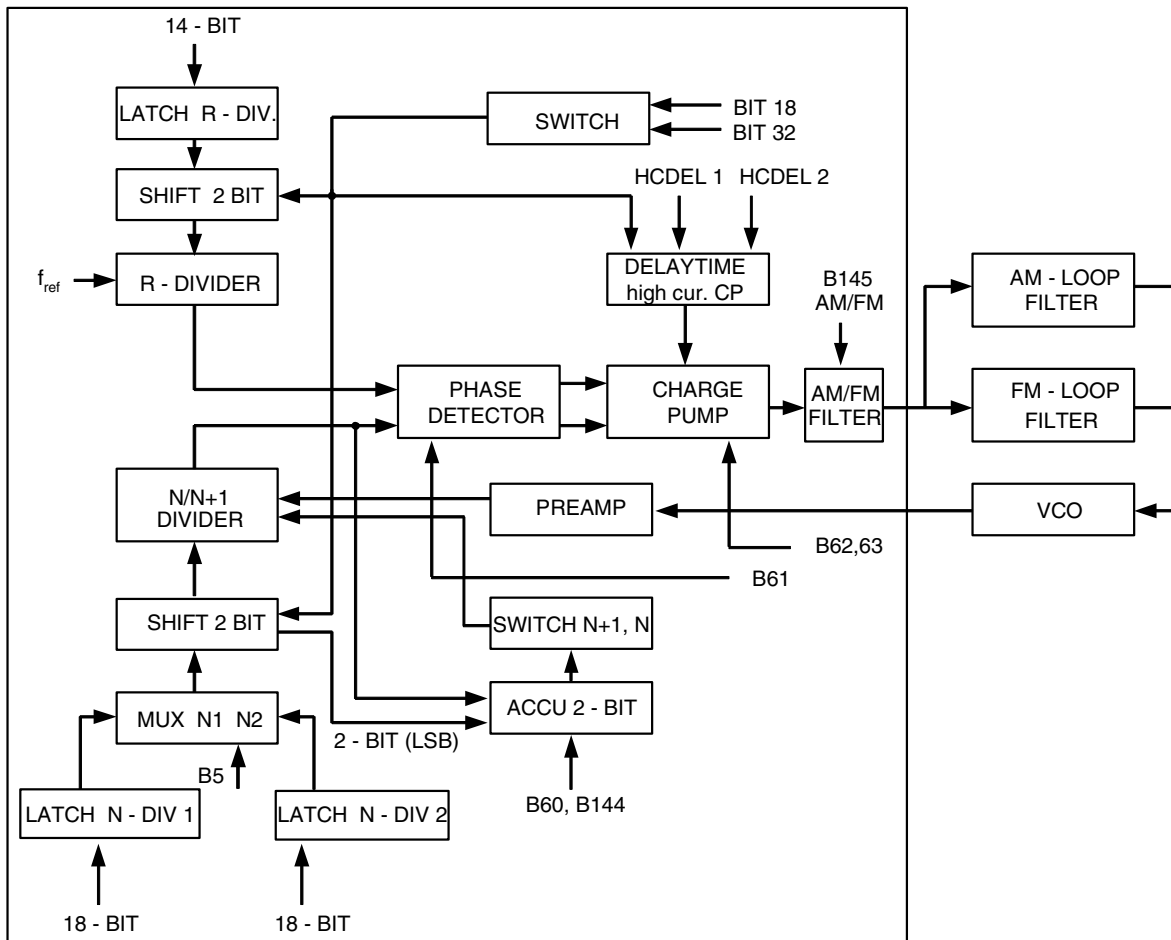 14 - BIT
LATCH R - DIV.
SWITCH
BIT 18
BIT 32
SHIFT 2 BIT
HCDEL 1
HCDEL 2
f_ref
R - DIVIDER
DELAYTIME
high cur. CP
B145
AM/FM
AM - LOOP
FILTER
PHASE
DETECTOR
CHARGE
PUMP
AM/FM
FILTER
FM - LOOP
FILTER
N/N+1
DIVIDER
PREAMP
VCO
B62,63
B61
SHIFT 2 BIT
SWITCH N+1, N
MUX N1 N2
2 - BIT (LSB)
ACCU 2 - BIT
B5
B60, B144
LATCH N - DIV 1
LATCH N - DIV 2
18 - BIT
18 - BIT